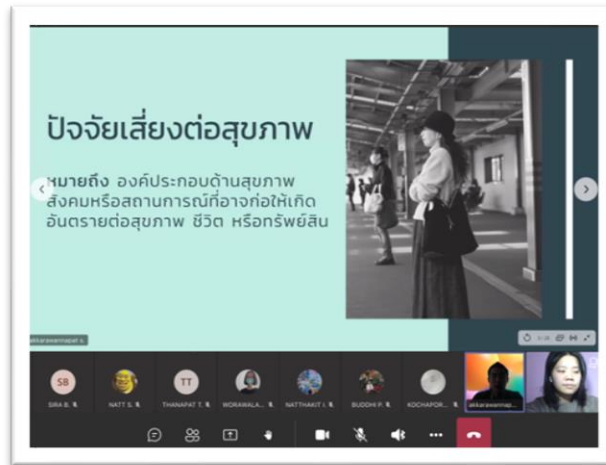 ปัจจัยเสี่ยงต่อสุขภาพ
หมายถึง องค์ประกอบด้านสุขภาพ
สังคมหรือสถานการณ์ที่อาจก่อให้เกิด
อันตรายต่อสุขภาพ ชีวิต หรือทรัพย์สิน
akkarawannapat s.
SB
TT
SIRA B.
NATT S.
THANAPAT T.
WORAWALA...
NATTHAKIT I.
BUDDHI P.
KOCHAPOR...
akkarawannap...